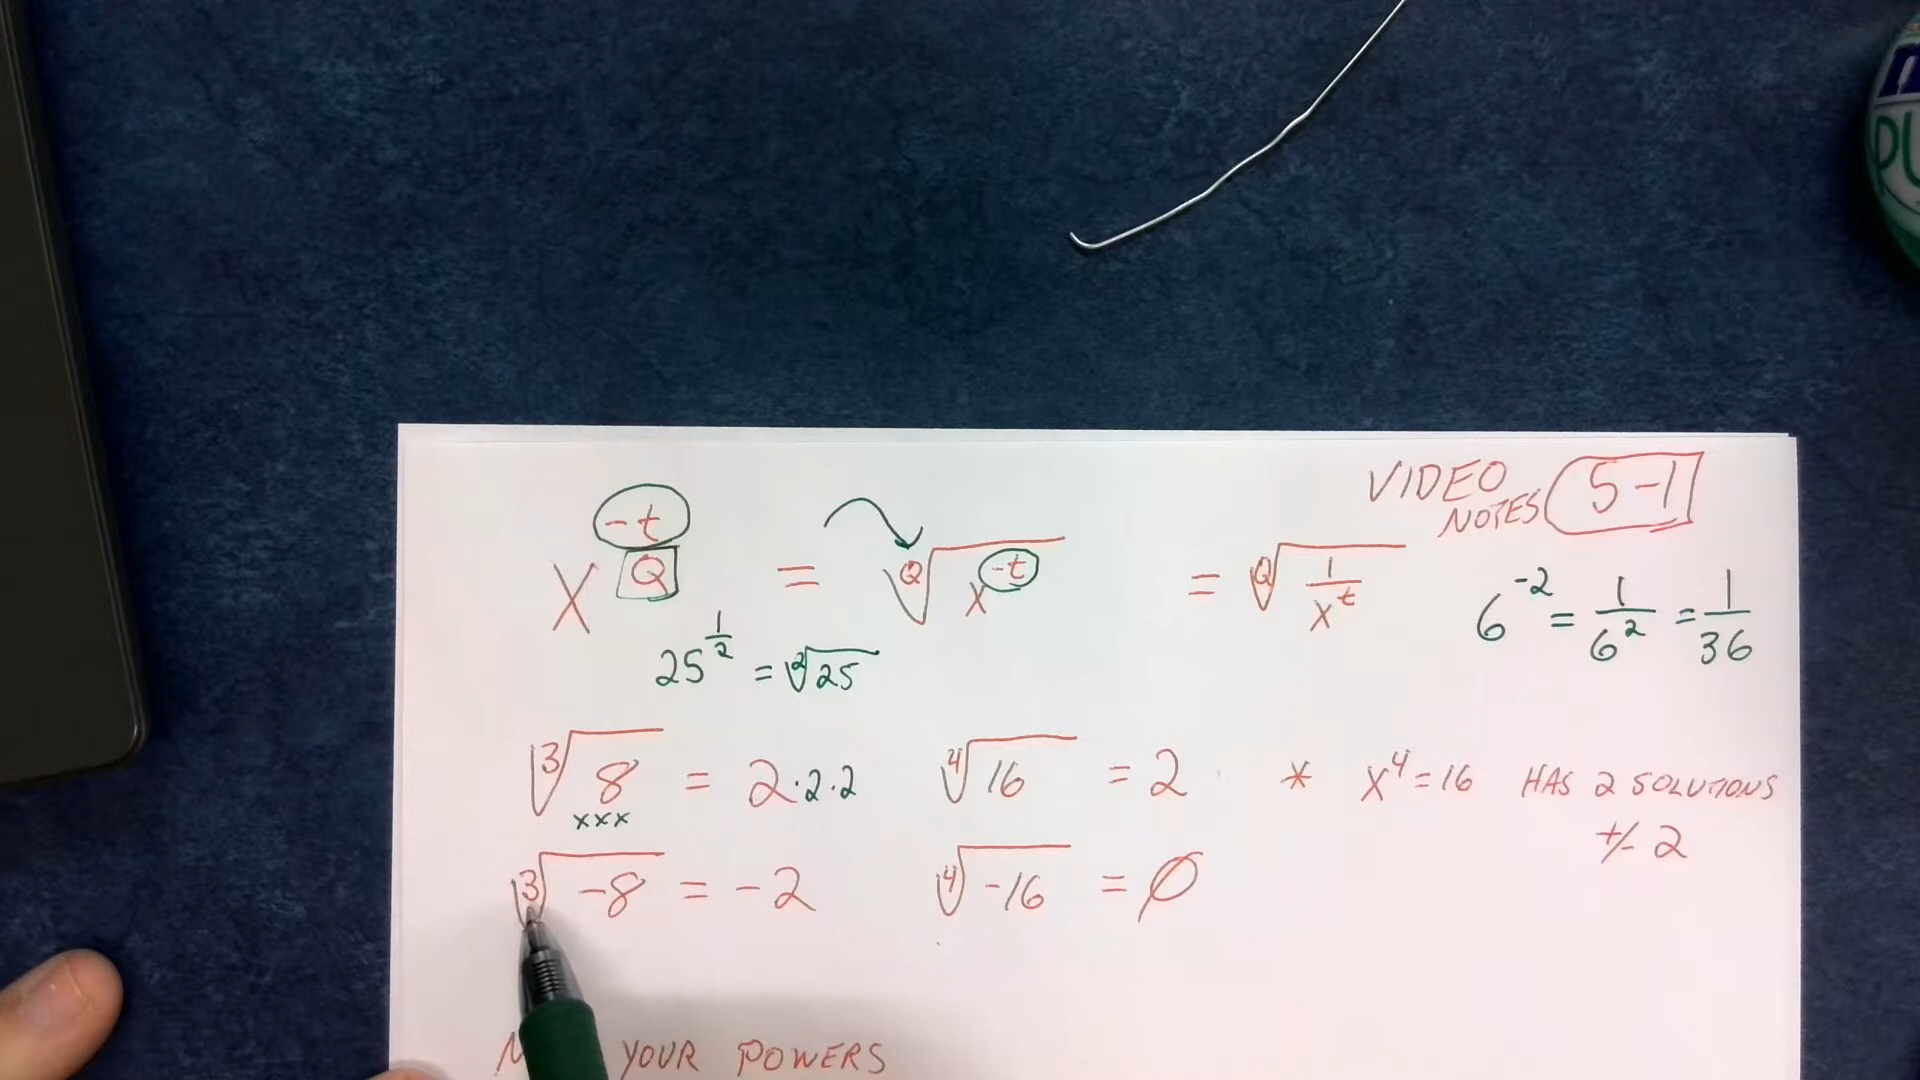 VIDEO NOTES 5-1
x^(-t/Q) = ᵠ√(x^(-t)) = ᵠ√(1/x^t)
6^-2 = 1/6^2 = 1/36
25^(1/2) = ²√25
³√8 = 2·2·2 ⁴√16 = 2 * x^4 = 16 HAS 2 SOLUTIONS
xxx
+/- 2
³√-8 = -2 ⁴√-16 = Ø
YOUR POWERS